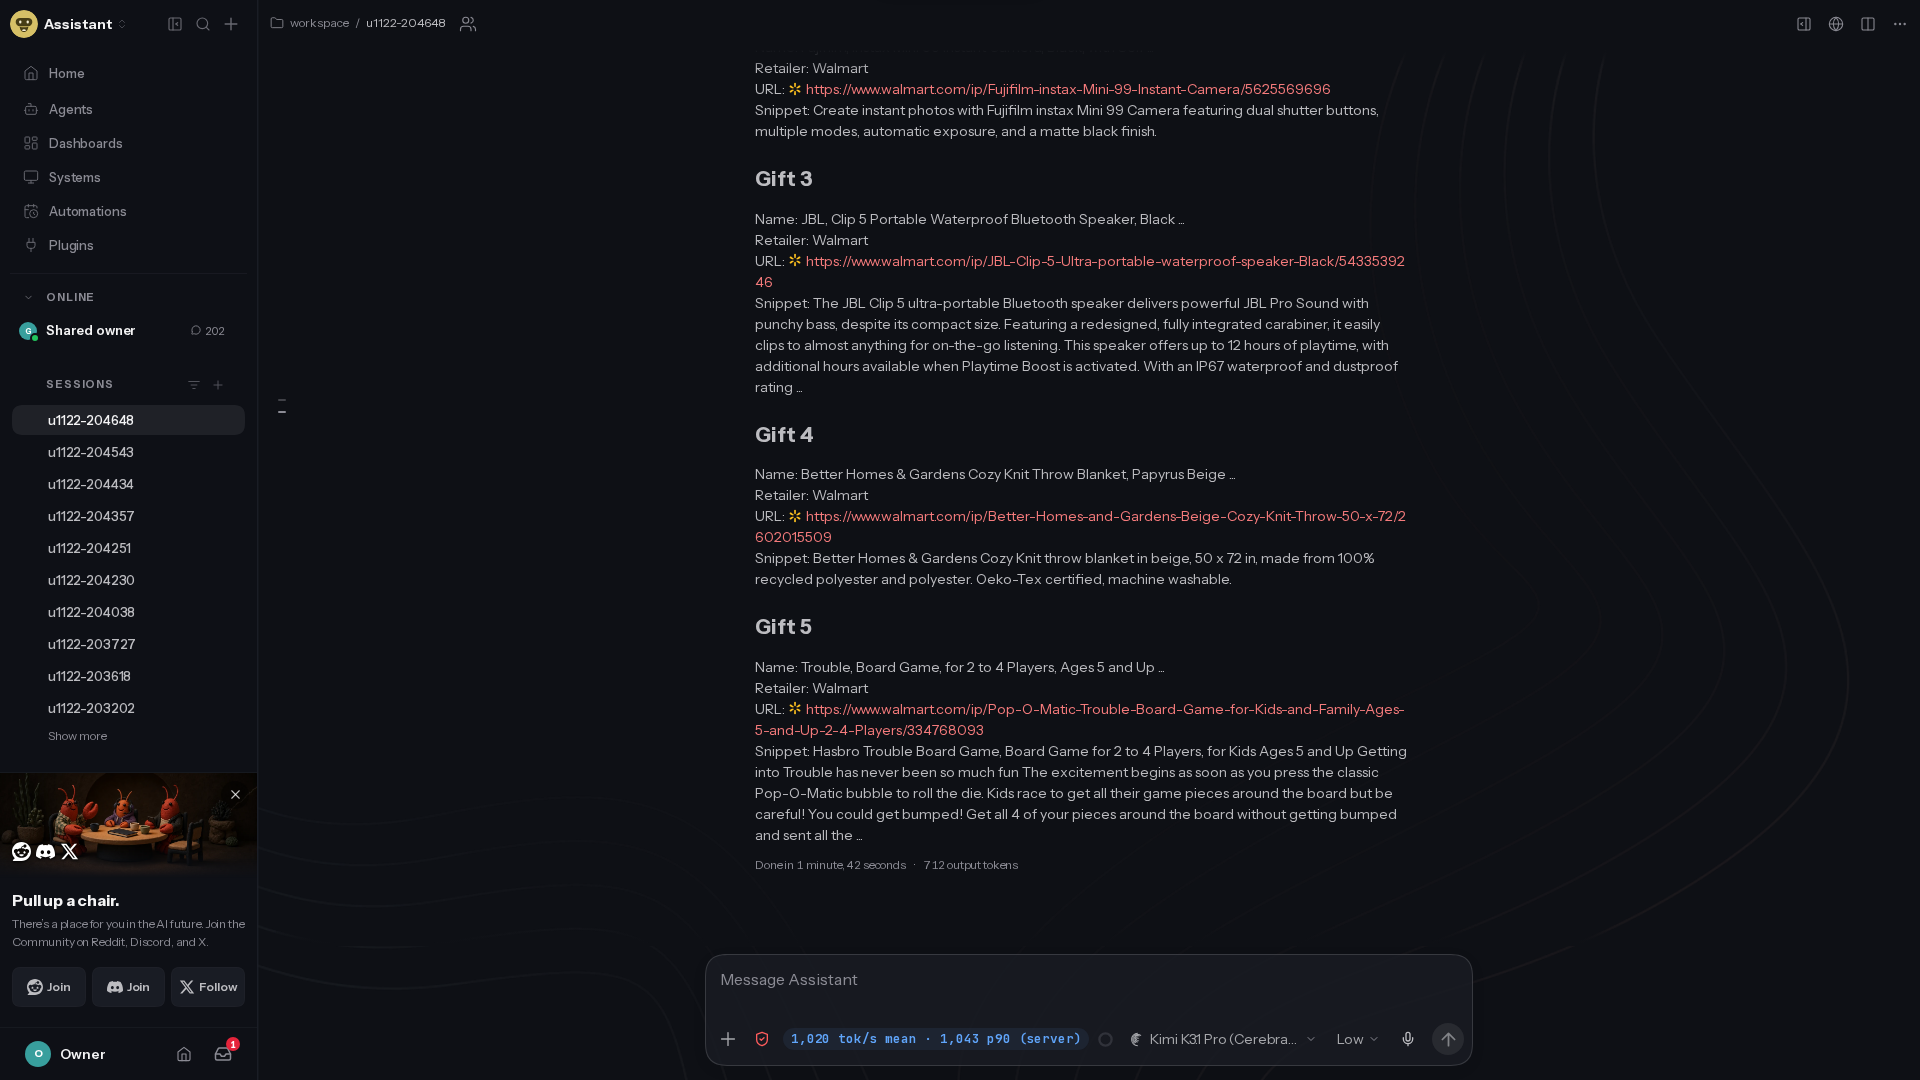 Assistant
Home
Agents
Dashboards
Systems
Automations
Plugins
ONLINE
G
Shared owner
202
SESSIONS
u1122-204648
u1122-204543
u1122-204434
u1122-204357
u1122-204251
u1122-204230
u1122-204038
u1122-203727
u1122-203618
u1122-203202
Show more
Pull up a chair.
There's a place for you in the AI future. Join the
Community on Reddit, Discord, and X.
Join
Join
Follow
O
Owner
1
workspace / u1122-204648
Retailer: Walmart
URL: https://www.walmart.com/ip/Fujifilm-instax-Mini-99-Instant-Camera/5625569696
Snippet: Create instant photos with Fujifilm instax Mini 99 Camera featuring dual shutter buttons,
multiple modes, automatic exposure, and a matte black finish.
Gift 3
Name: JBL, Clip 5 Portable Waterproof Bluetooth Speaker, Black ...
Retailer: Walmart
URL: https://www.walmart.com/ip/JBL-Clip-5-Ultra-portable-waterproof-speaker-Black/54335392
46
Snippet: The JBL Clip 5 ultra-portable Bluetooth speaker delivers powerful JBL Pro Sound with
punchy bass, despite its compact size. Featuring a redesigned, fully integrated carabiner, it easily
clips to almost anything for on-the-go listening. This speaker offers up to 12 hours of playtime, with
additional hours available when Playtime Boost is activated. With an IP67 waterproof and dustproof
rating ...
Gift 4
Name: Better Homes & Gardens Cozy Knit Throw Blanket, Papyrus Beige ...
Retailer: Walmart
URL: https://www.walmart.com/ip/Better-Homes-and-Gardens-Beige-Cozy-Knit-Throw-50-x-72/2
602015509
Snippet: Better Homes & Gardens Cozy Knit throw blanket in beige, 50 x 72 in, made from 100%
recycled polyester and polyester. Oeko-Tex certified, machine washable.
Gift 5
Name: Trouble, Board Game, for 2 to 4 Players, Ages 5 and Up ...
Retailer: Walmart
URL: https://www.walmart.com/ip/Pop-O-Matic-Trouble-Board-Game-for-Kids-and-Family-Ages-
5-and-Up-2-4-Players/334768093
Snippet: Hasbro Trouble Board Game, Board Game for 2 to 4 Players, for Kids Ages 5 and Up Getting
into Trouble has never been so much fun The excitement begins as soon as you press the classic
Pop-O-Matic bubble to roll the die. Kids race to get all their game pieces around the board but be
careful! You could get bumped! Get all 4 of your pieces around the board without getting bumped
and sent all the ...
Done in 1 minute, 42 seconds · 712 output tokens
Message Assistant
1,020 tok/s mean · 1,043 p90 (server)
Kimi K3.1 Pro (Cerebra...
Low